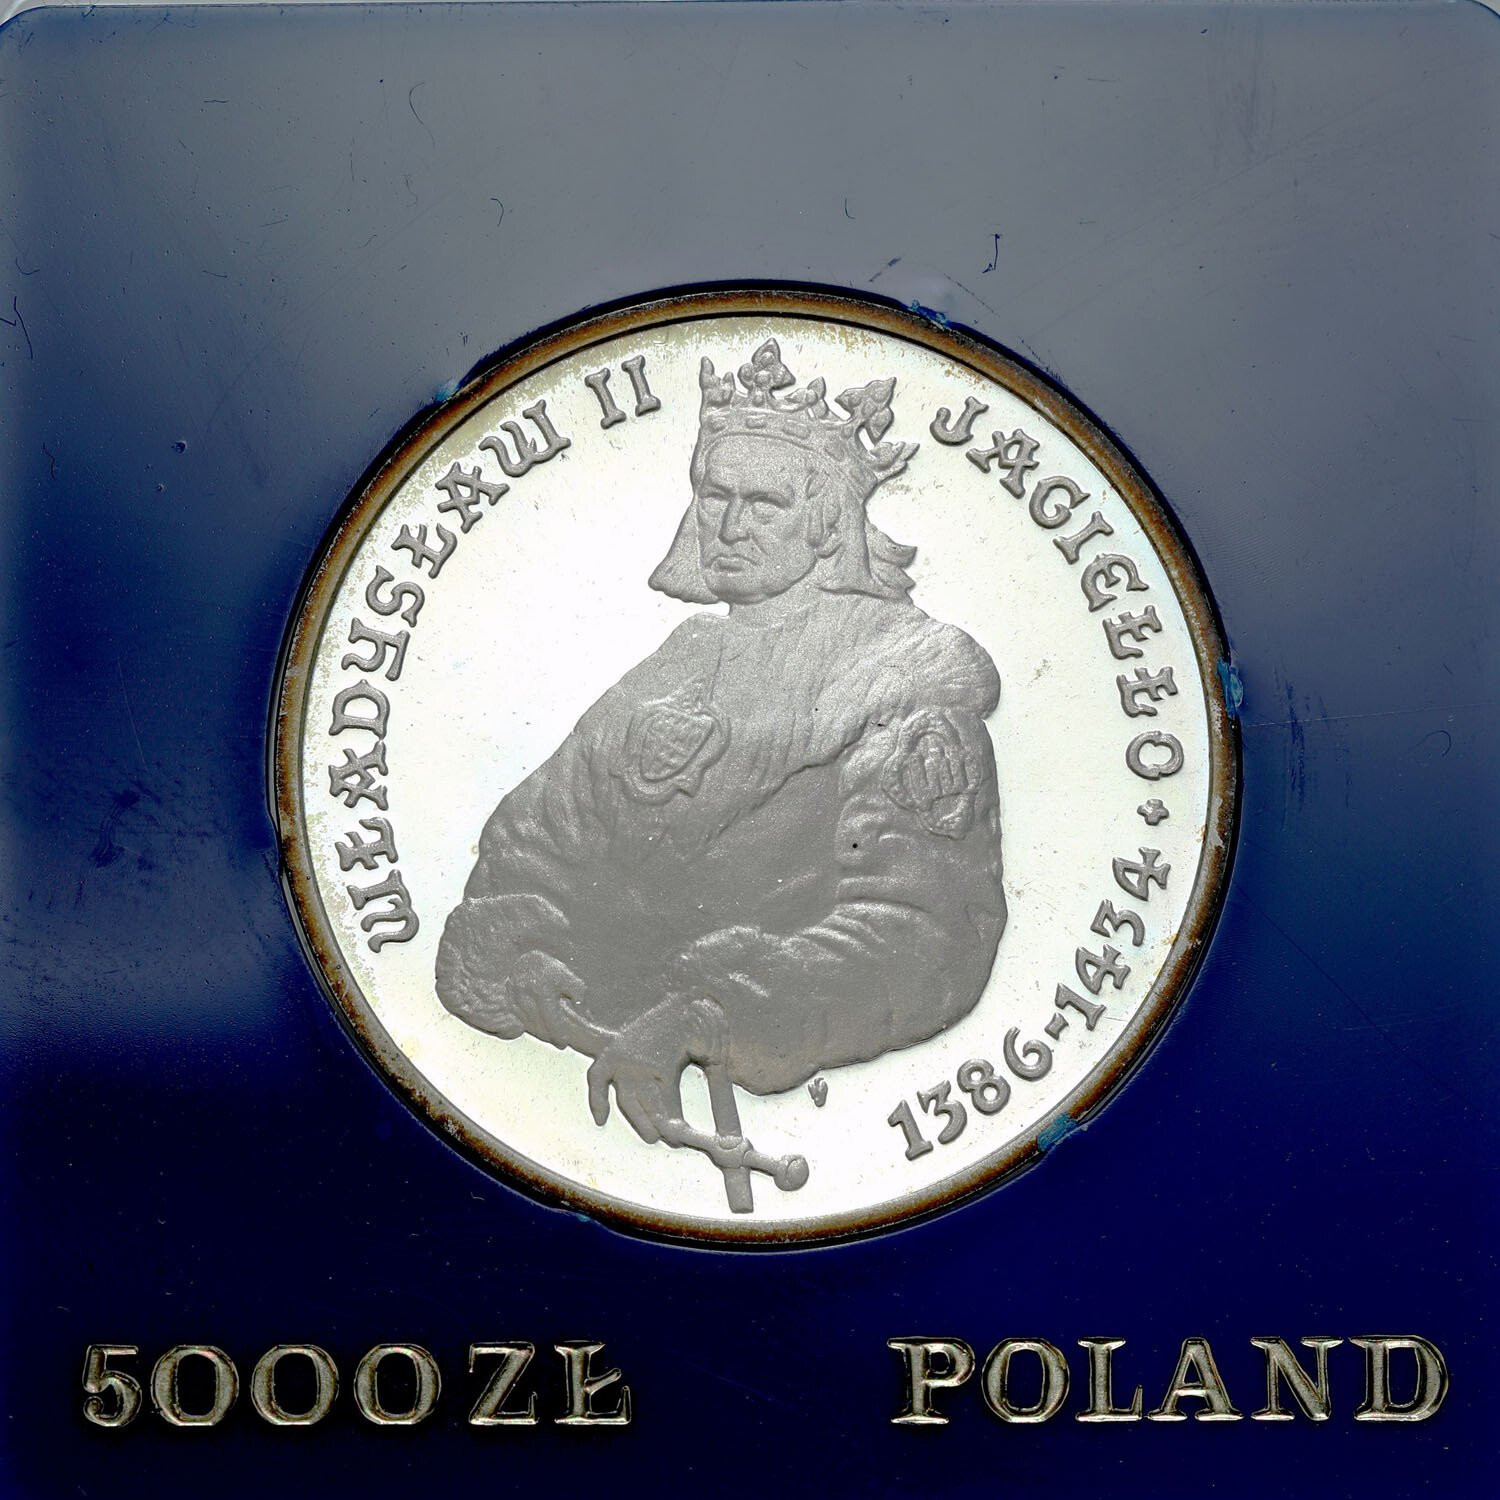 WŁADYSŁAW II JAGIEŁŁO
1386-1434
5000 ZŁ POLAND